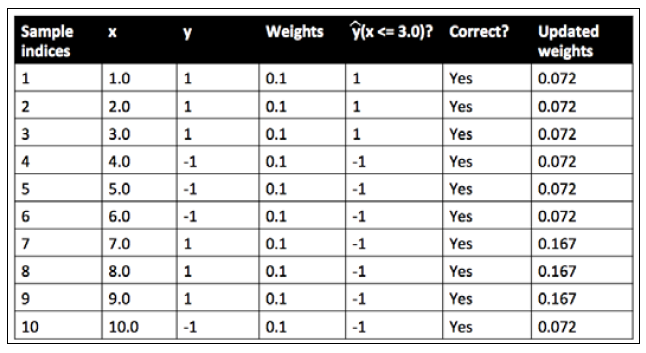 Sample indices x y Weights ŷ(x <= 3.0)? Correct? Updated weights
1 1.0 1 0.1 1 Yes 0.072
2 2.0 1 0.1 1 Yes 0.072
3 3.0 1 0.1 1 Yes 0.072
4 4.0 -1 0.1 -1 Yes 0.072
5 5.0 -1 0.1 -1 Yes 0.072
6 6.0 -1 0.1 -1 Yes 0.072
7 7.0 1 0.1 -1 Yes 0.167
8 8.0 1 0.1 -1 Yes 0.167
9 9.0 1 0.1 -1 Yes 0.167
10 10.0 -1 0.1 -1 Yes 0.072